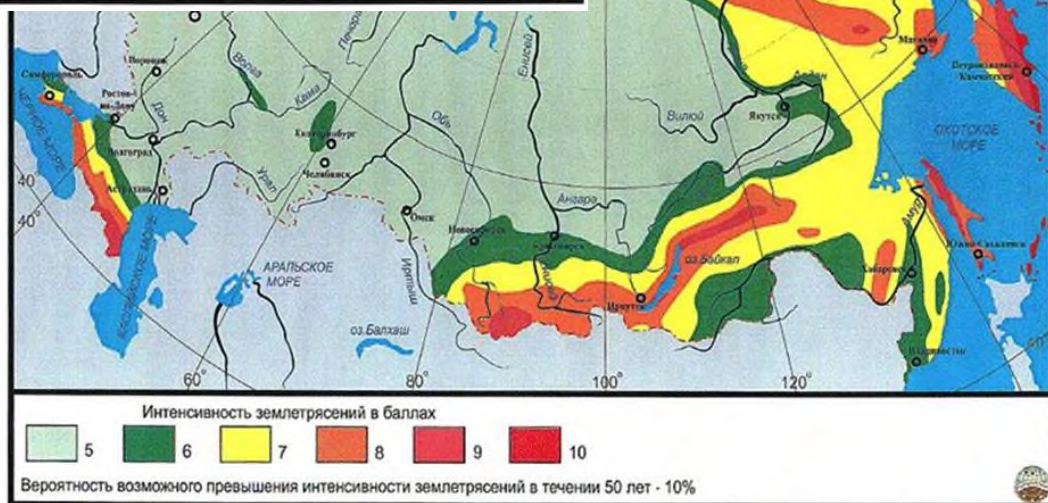 Печора
Енисей
Магадан
Петропавловск-
Камчатский
Симферополь
Воронеж
Волга
Кама
Обь
Вилюй
Алдан
Якутск
ЧЕРНОЕ МОРЕ
Ростов-
на-Дону
Дон
Екатеринбург
ОХОТСКОЕ
МОРЕ
Волгоград
Челябинск
40
40°
Астрахань
Урал
Омск
Ангара
Амур
Новосибирск
Красноярск
Южно-Сахалинск
КАСПИЙСКОЕ МОРЕ
АРАЛЬСКОЕ
МОРЕ
Иртыш
оз.Байкал
Хабаровск
Иркутск
оз.Балхаш
Владивосток
40°
60°
80°
100°
120°
Интенсивность землетрясений в баллах
5 6 7 8 9 10
Вероятность возможного превышения интенсивности землетрясений в течении 50 лет - 10%